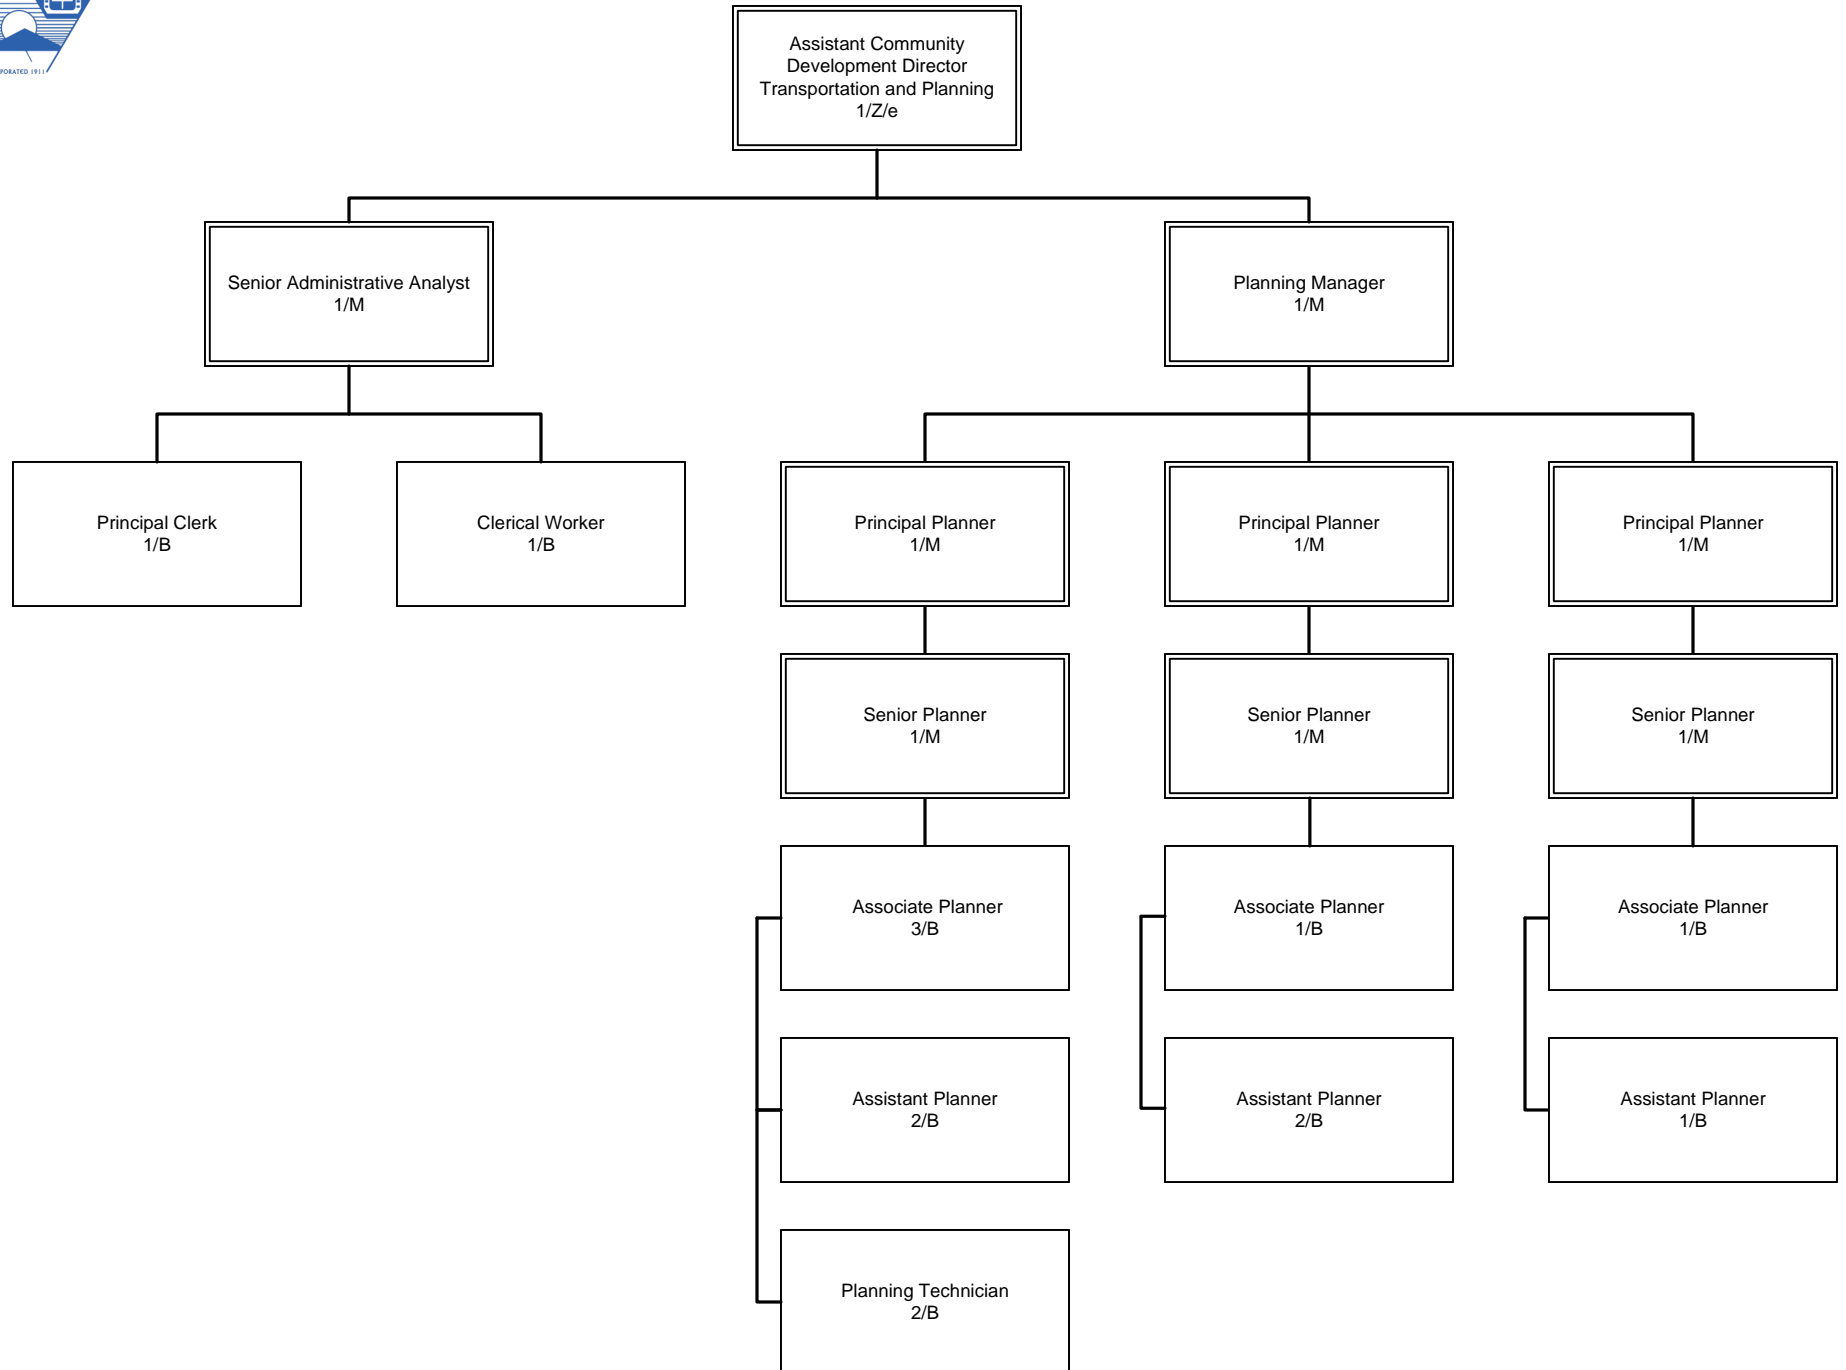 PORATED 1911
Assistant Community
Development Director
Transportation and Planning
1/Z/e
Senior Administrative Analyst
1/M
Planning Manager
1/M
Principal Clerk
1/B
Clerical Worker
1/B
Principal Planner
1/M
Principal Planner
1/M
Principal Planner
1/M
Senior Planner
1/M
Senior Planner
1/M
Senior Planner
1/M
Associate Planner
3/B
Associate Planner
1/B
Associate Planner
1/B
Assistant Planner
2/B
Assistant Planner
2/B
Assistant Planner
1/B
Planning Technician
2/B